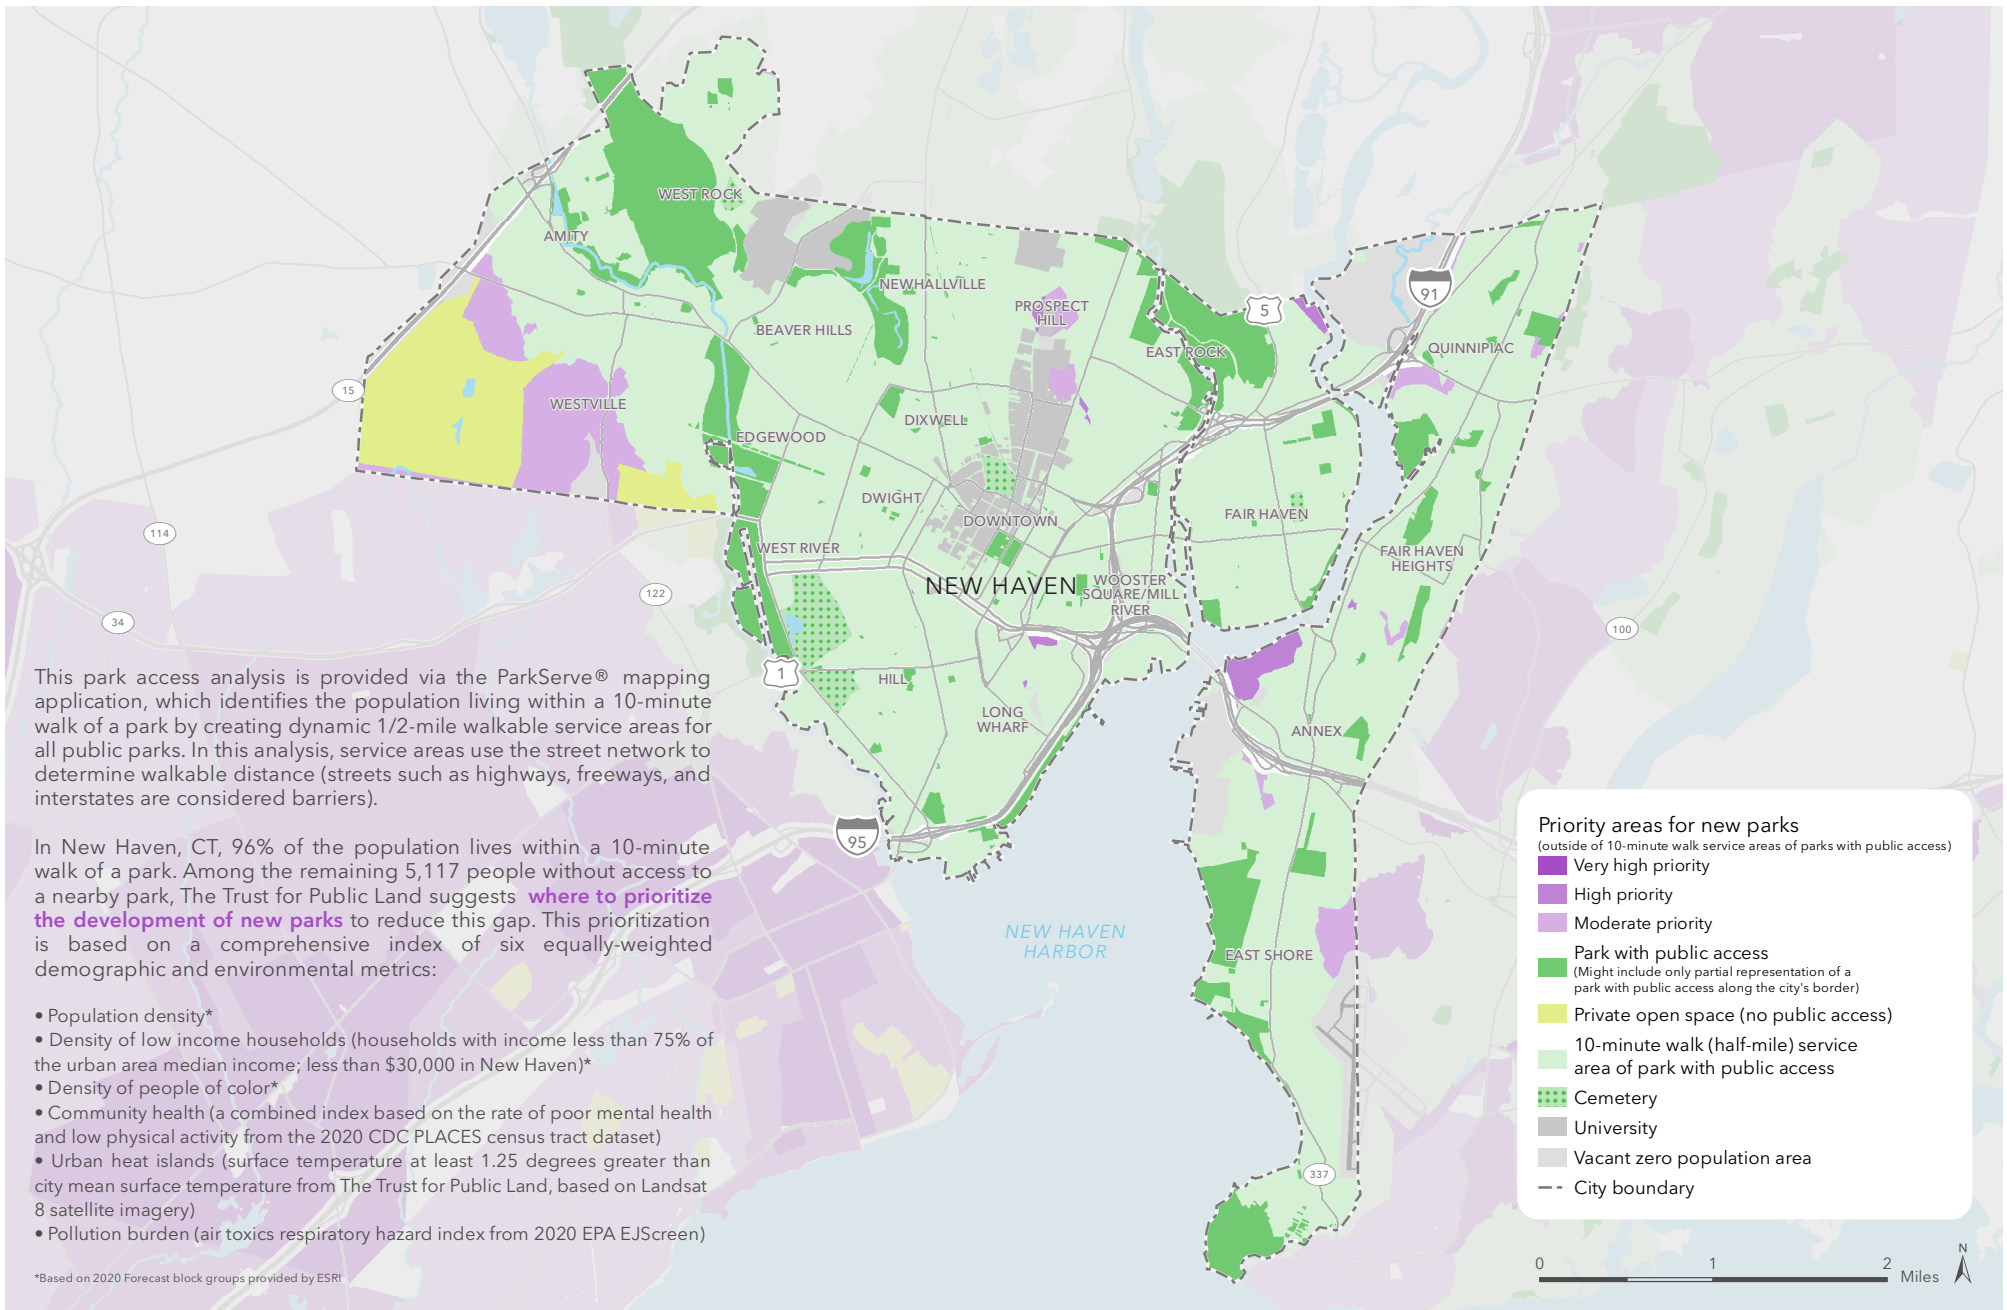 WEST ROCK
AMITY
NEWHALLVILLE
PROSPECT
HILL
BEAVER HILLS
5
91
EAST ROCK
QUINNIPIAC
15
WESTVILLE
DIXWELL
EDGEWOOD
DWIGHT
DOWNTOWN
FAIR HAVEN
114
WEST RIVER
FAIR HAVEN
HEIGHTS
NEW HAVEN
WOOSTER
SQUARE/MILL
RIVER
122
34
100
1
HILL
LONG
WHARF
ANNEX
95
NEW HAVEN
HARBOR
EAST SHORE
337
This park access analysis is provided via the ParkServe® mapping
application, which identifies the population living within a 10-minute
walk of a park by creating dynamic 1/2-mile walkable service areas for
all public parks. In this analysis, service areas use the street network to
determine walkable distance (streets such as highways, freeways, and
interstates are considered barriers).
In New Haven, CT, 96% of the population lives within a 10-minute
walk of a park. Among the remaining 5,117 people without access to
a nearby park, The Trust for Public Land suggests where to prioritize
the development of new parks to reduce this gap. This prioritization
is based on a comprehensive index of six equally-weighted
demographic and environmental metrics:
• Population density*
• Density of low income households (households with income less than 75% of
the urban area median income; less than $30,000 in New Haven)*
• Density of people of color*
• Community health (a combined index based on the rate of poor mental health
and low physical activity from the 2020 CDC PLACES census tract dataset)
• Urban heat islands (surface temperature at least 1.25 degrees greater than
city mean surface temperature from The Trust for Public Land, based on Landsat
8 satellite imagery)
• Pollution burden (air toxics respiratory hazard index from 2020 EPA EJScreen)
*Based on 2020 Forecast block groups provided by ESRI
Priority areas for new parks
(outside of 10-minute walk service areas of parks with public access)
Very high priority
High priority
Moderate priority
Park with public access
(Might include only partial representation of a
park with public access along the city's border)
Private open space (no public access)
10-minute walk (half-mile) service
area of park with public access
Cemetery
University
Vacant zero population area
City boundary
0 1 2
Miles
N